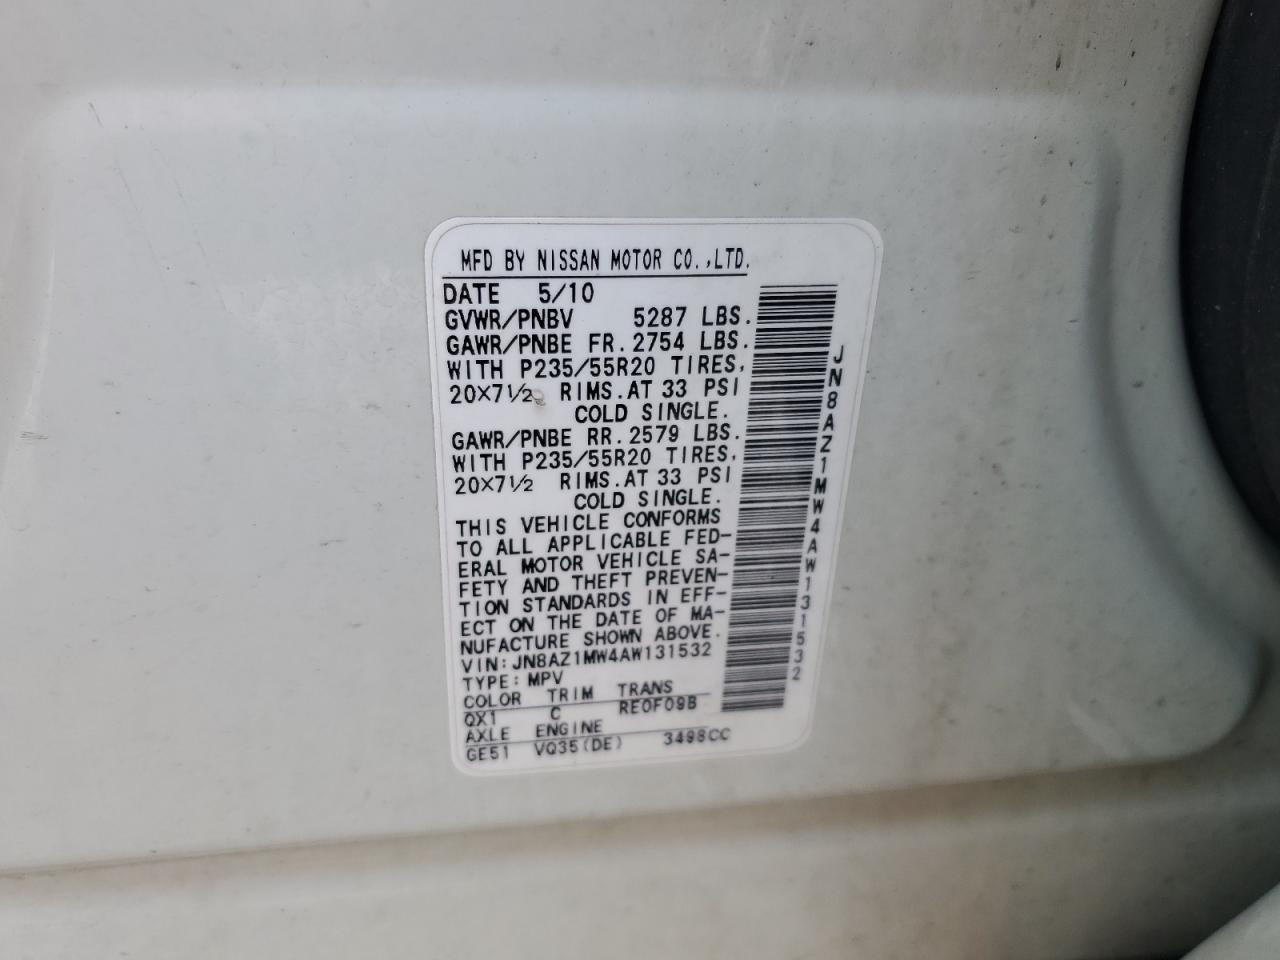 MFD BY NISSAN MOTOR CO.,LTD.
DATE 5/10
GVWR/PNBV 5287 LBS.
GAWR/PNBE FR.2754 LBS.
WITH P235/55R20 TIRES,
20X7½ RIMS.AT 33 PSI
COLD SINGLE.
GAWR/PNBE RR.2579 LBS.
WITH P235/55R20 TIRES,
20X7½ RIMS.AT 33 PSI
COLD SINGLE.
THIS VEHICLE CONFORMS
TO ALL APPLICABLE FED-
ERAL MOTOR VEHICLE SA-
FETY AND THEFT PREVEN-
TION STANDARDS IN EFF-
ECT ON THE DATE OF MA-
NUFACTURE SHOWN ABOVE.
VIN:JN8AZ1MW4AW131532
TYPE:MPV
COLOR TRIM TRANS
QX1 C RE0F09B
AXLE ENGINE
GE51 VQ35(DE) 3498CC
JN8AZ1MW4AW131532